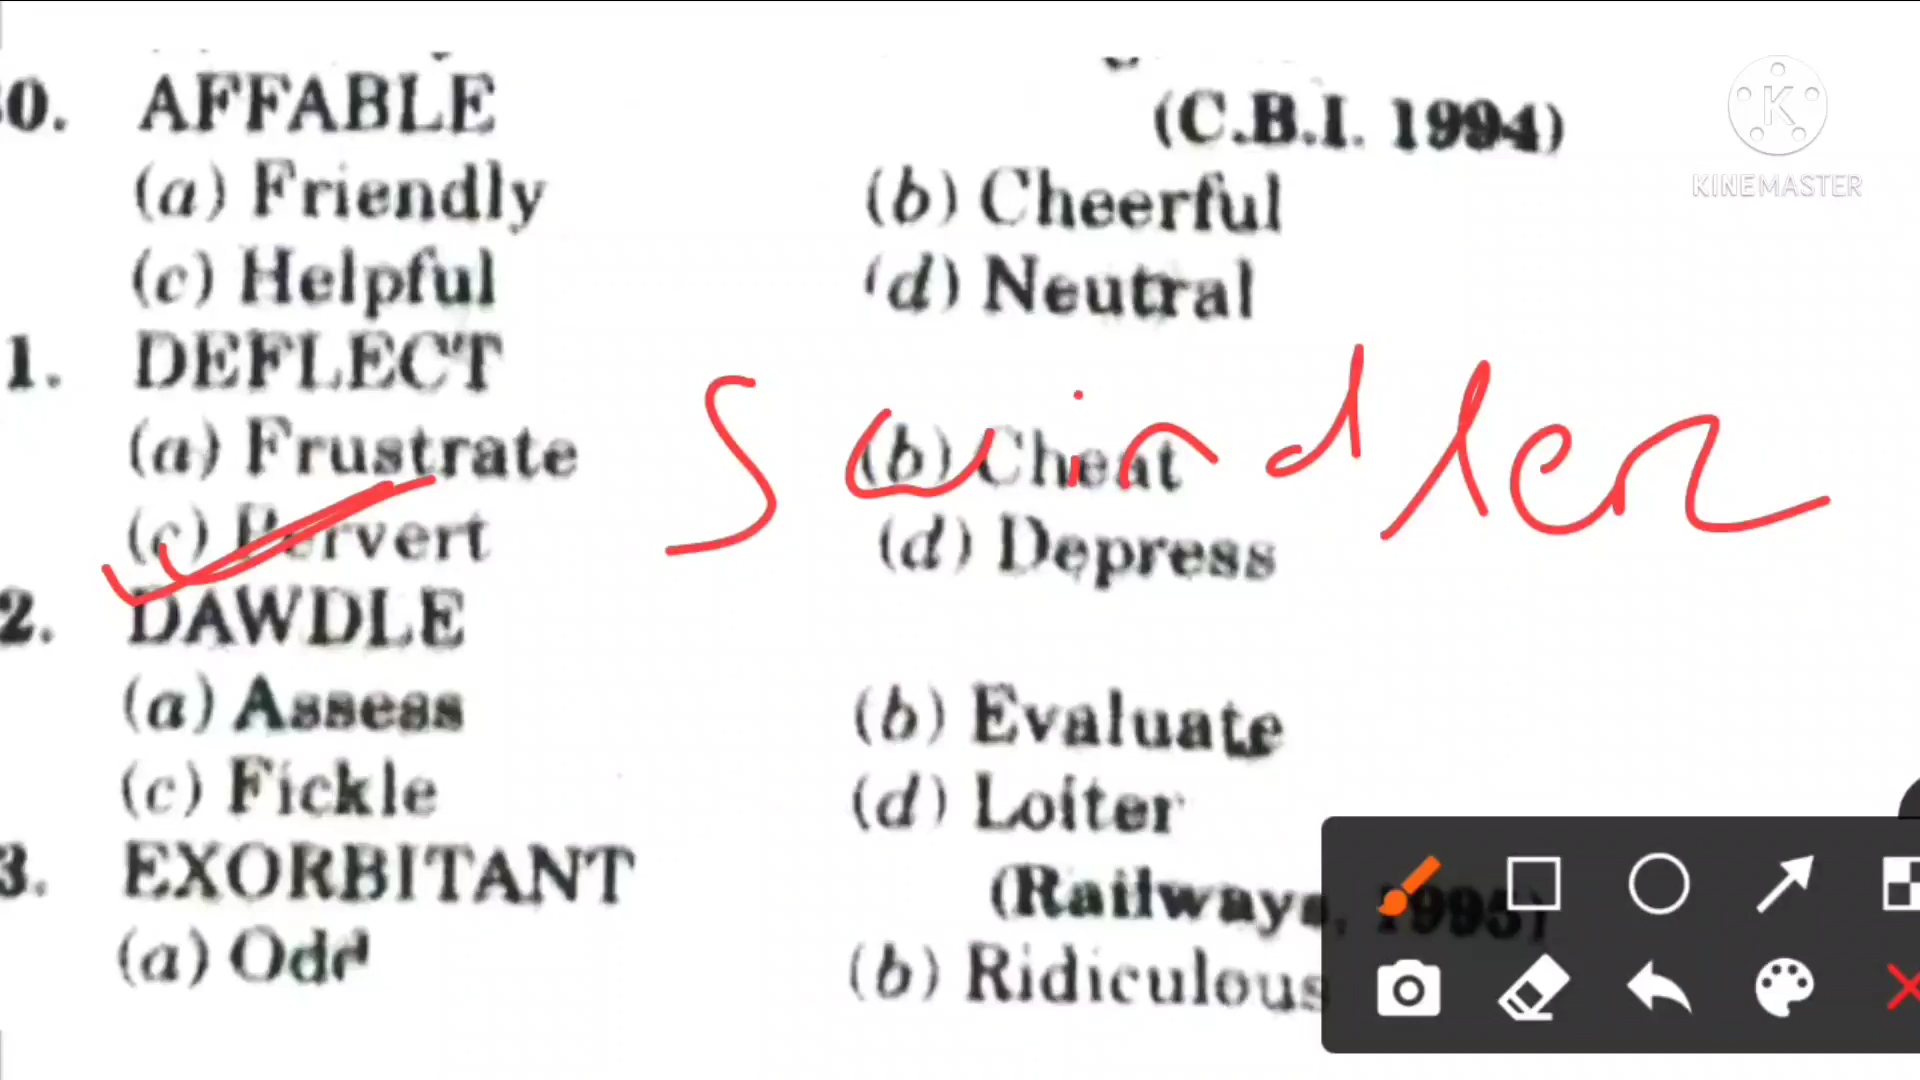 0. AFFABLE
(C.B.I. 1994)
(a) Friendly (b) Cheerful
(c) Helpful (d) Neutral
1. DEFLECT
(a) Frustrate (b) Cheat
Swindler
(c) Pervert (d) Depress
2. DAWDLE
(a) Assess (b) Evaluate
(c) Fickle (d) Loiter
3. EXORBITANT (Railways, 1995)
(a) Odd (b) Ridiculous
KINEMASTER